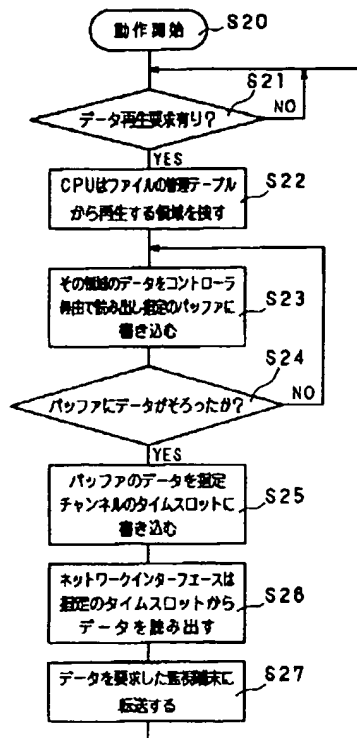 動作開始
S20
S21
データ再生要求有り?
NO
YES
CPUはファイルの管理テーブル
から再生する領域を検す
S22
その領域のデータをコントローラ
経由で読み出し指定のバッファに
書き込む
S23
S24
バッファにデータがそろったか?
NO
YES
バッファのデータを指定
チャンネルのタイムスロットに
書き込む
S25
ネットワークインターフェースは
指定のタイムスロットから
データを読み出す
S26
データを要求した監視端末に
転送する
S27